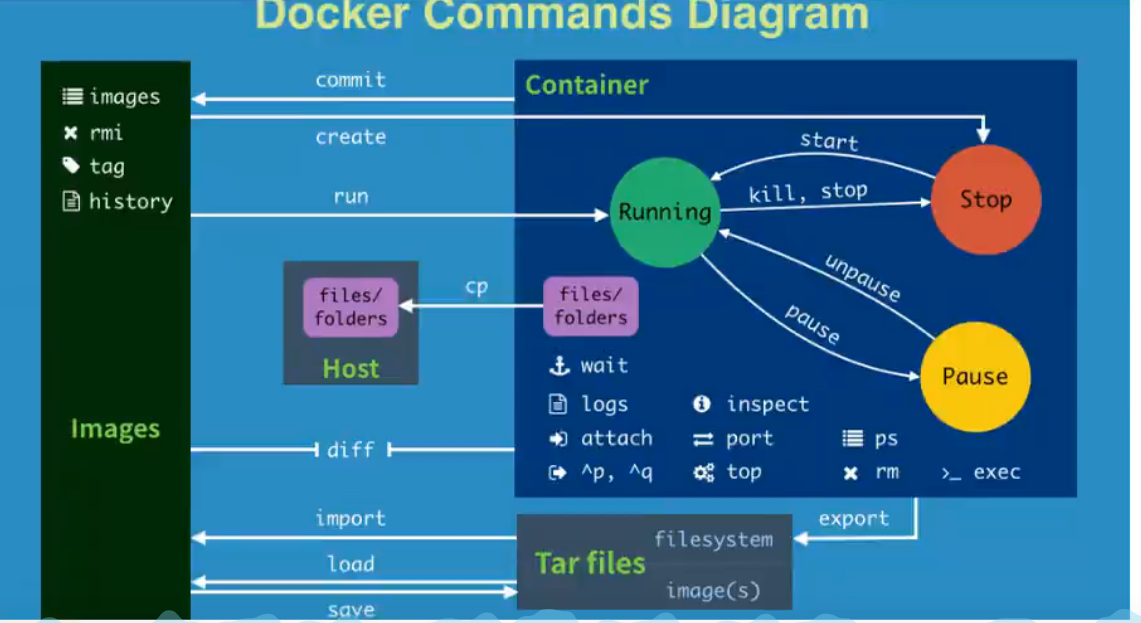 Docker Commands Diagram
images
rmi
tag
history
Images
commit
create
run
Container
start
Running
kill, stop
Stop
unpause
pause
Pause
files/
folders
Host
cp
files/
folders
wait
logs
inspect
attach
port
ps
^p, ^q
top
rm
>_ exec
diff
import
load
save
Tar files
filesystem
image(s)
export